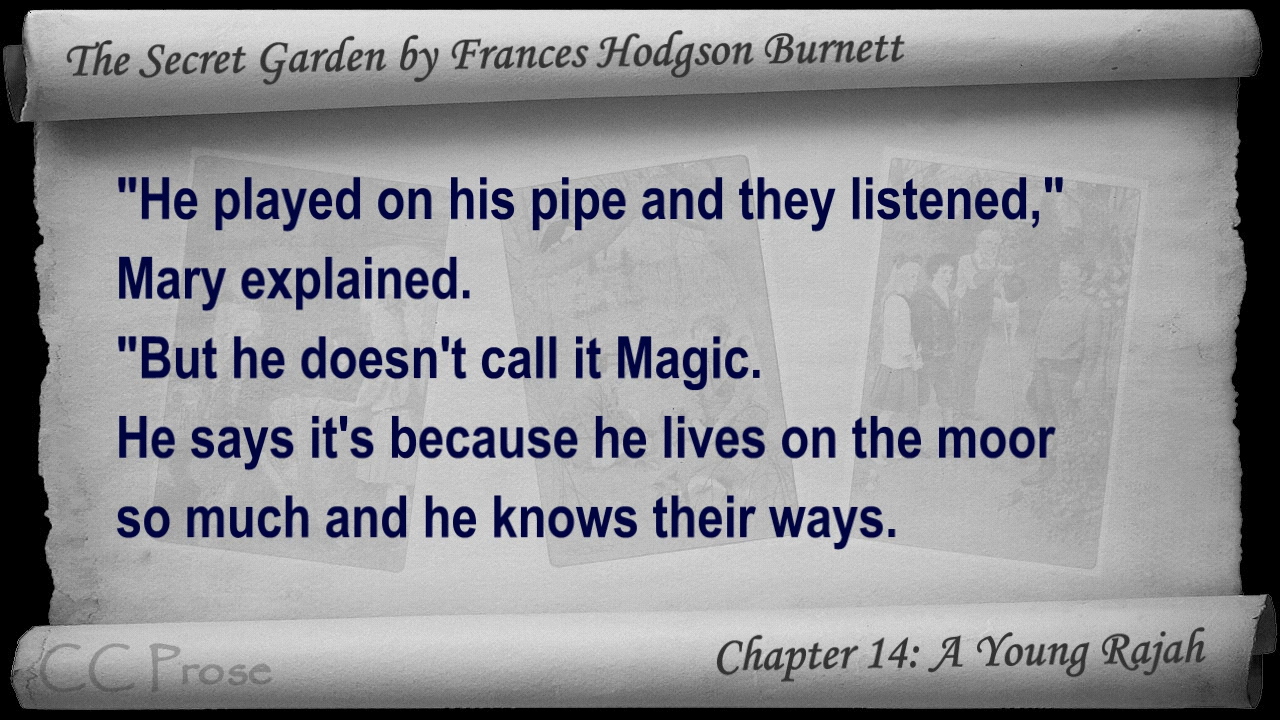 The Secret Garden by Frances Hodgson Burnett
"He played on his pipe and they listened,"
Mary explained.
"But he doesn't call it Magic.
He says it's because he lives on the moor
so much and he knows their ways.
CC Prose
Chapter 14: A Young Rajah